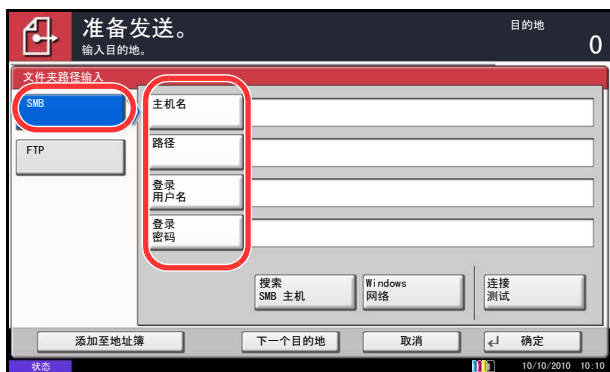 准备发送。
输入目的地。
目的地
0
文件夹路径输入
SMB
FTP
主机名
路径
登录
用户名
登录
密码
搜索
SMB 主机
Windows
网络
连接
测试
添加至地址簿
下一个目的地
取消
确定
状态
10/10/2010 10:10